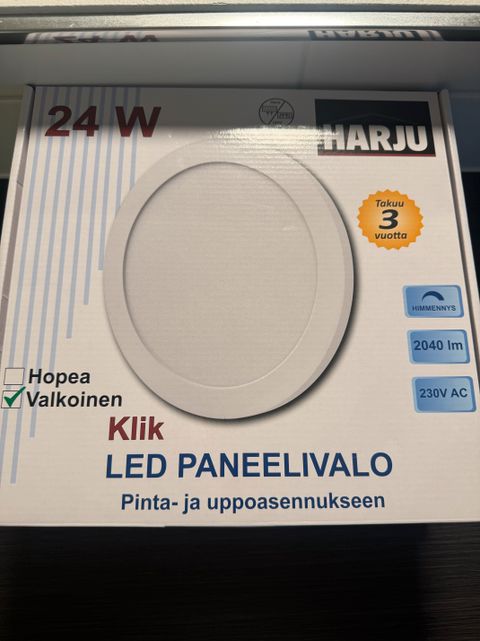 24 W
HARJU
Takuu
3
vuotta
HIMMENNYS
2040 lm
230V AC
Hopea
Valkoinen
Klik
LED PANEELIVALO
Pinta- ja uppoasennukseen